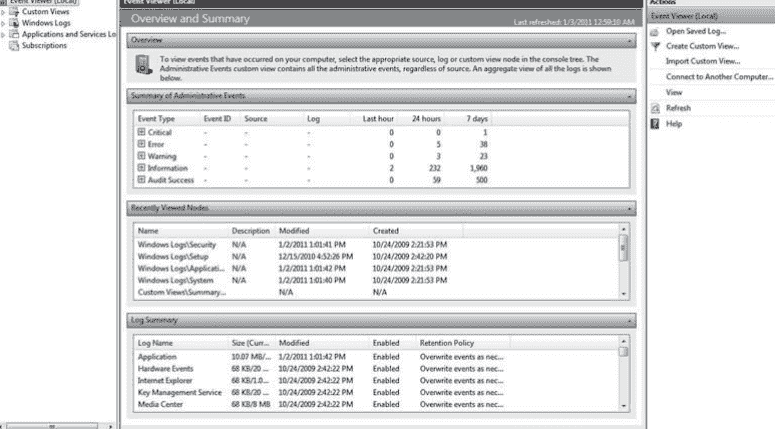 Event Viewer (Local)
Custom Views
Windows Logs
Applications and Services Lo
Subscriptions
Event Viewer (Local)
Overview and Summary
Last refreshed: 1/3/2011 12:59:10 AM
Overview
To view events that have occurred on your computer, select the appropriate source, log or custom view node in the console tree. The
Administrative Events custom view contains all the administrative events, regardless of source. An aggregate view of all the logs is shown
below.
Summary of Administrative Events
Event Type Event ID Source Log Last hour 24 hours 7 days
Critical - - - 0 0 1
Error - - - 0 5 38
Warning - - - 0 3 23
Information - - - 2 232 1,960
Audit Success - - - 0 59 500
Recently Viewed Nodes
Name Description Modified Created
Windows Logs\Security N/A 1/2/2011 1:01:41 PM 10/24/2009 2:21:53 PM
Windows Logs\Setup N/A 12/15/2010 4:52:26 PM 10/24/2009 2:42:20 PM
Windows Logs\Applicati... N/A 1/2/2011 1:01:42 PM 10/24/2009 2:21:53 PM
Windows Logs\System N/A 1/2/2011 1:01:40 PM 10/24/2009 2:21:53 PM
Custom Views\Summary... N/A N/A
Log Summary
Log Name Size (Curr... Modified Enabled Retention Policy
Application 10.07 MB/... 1/2/2011 1:01:42 PM Enabled Overwrite events as nec...
Hardware Events 68 KB/20 ... 10/24/2009 2:42:22 PM Enabled Overwrite events as nec...
Internet Explorer 68 KB/1.0... 10/24/2009 2:42:22 PM Enabled Overwrite events as nec...
Key Management Service 68 KB/20 ... 10/24/2009 2:42:22 PM Enabled Overwrite events as nec...
Media Center 68 KB/8 MB 10/24/2009 2:42:22 PM Enabled Overwrite events as nec...
Actions
Event Viewer (Local)
Open Saved Log...
Create Custom View...
Import Custom View...
Connect to Another Computer...
View
Refresh
Help